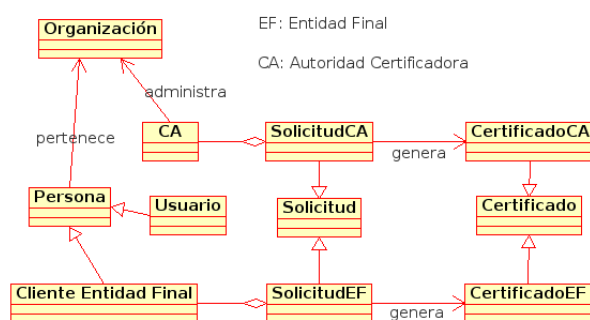 Organización
EF: Entidad Final
CA: Autoridad Certificadora
administra
pertenece
CA
SolicitudCA
CertificadoCA
genera
Persona
Usuario
Solicitud
Certificado
Cliente Entidad Final
SolicitudEF
CertificadoEF
genera